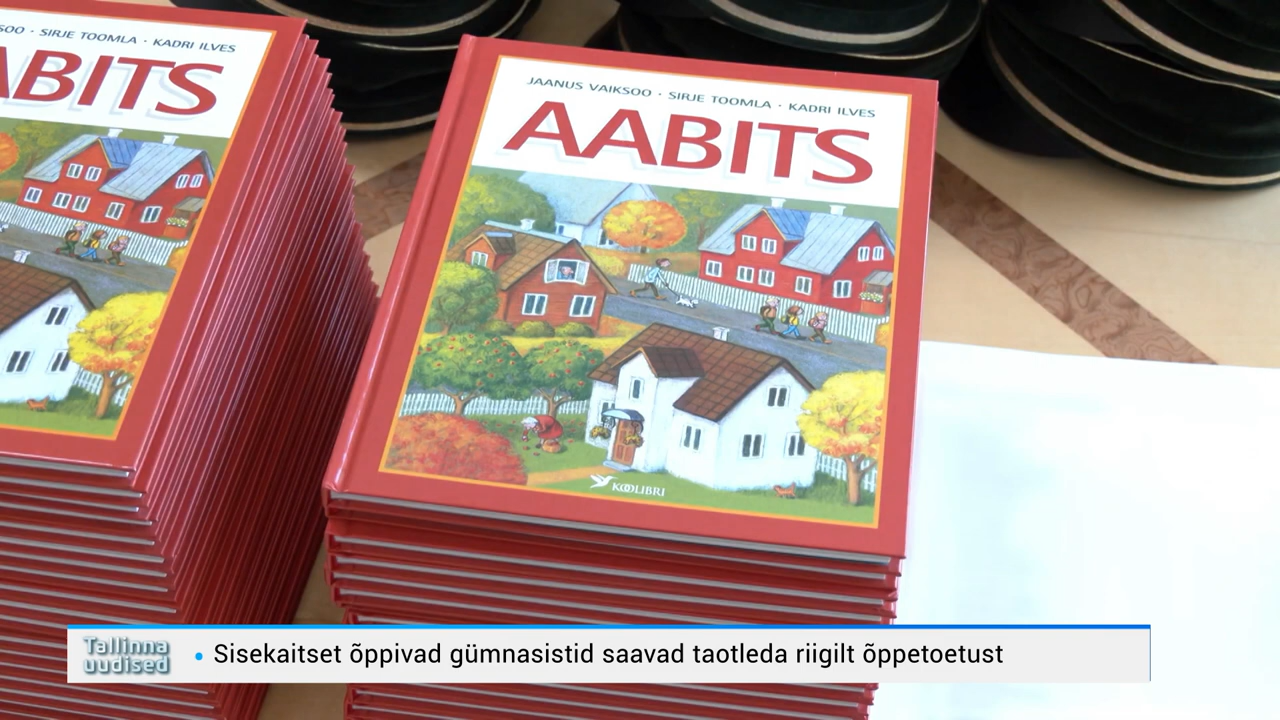 SOO · SIRJE TOOMLA · KADRI ILVES
ABITS
JAANUS VAIKSOO · SIRJE TOOMLA · KADRI ILVES
AABITS
KOOLIBRI
Tallinna
uudised
• Sisekaitset õppivad gümnasistid saavad taotleda riigilt õppetoetust